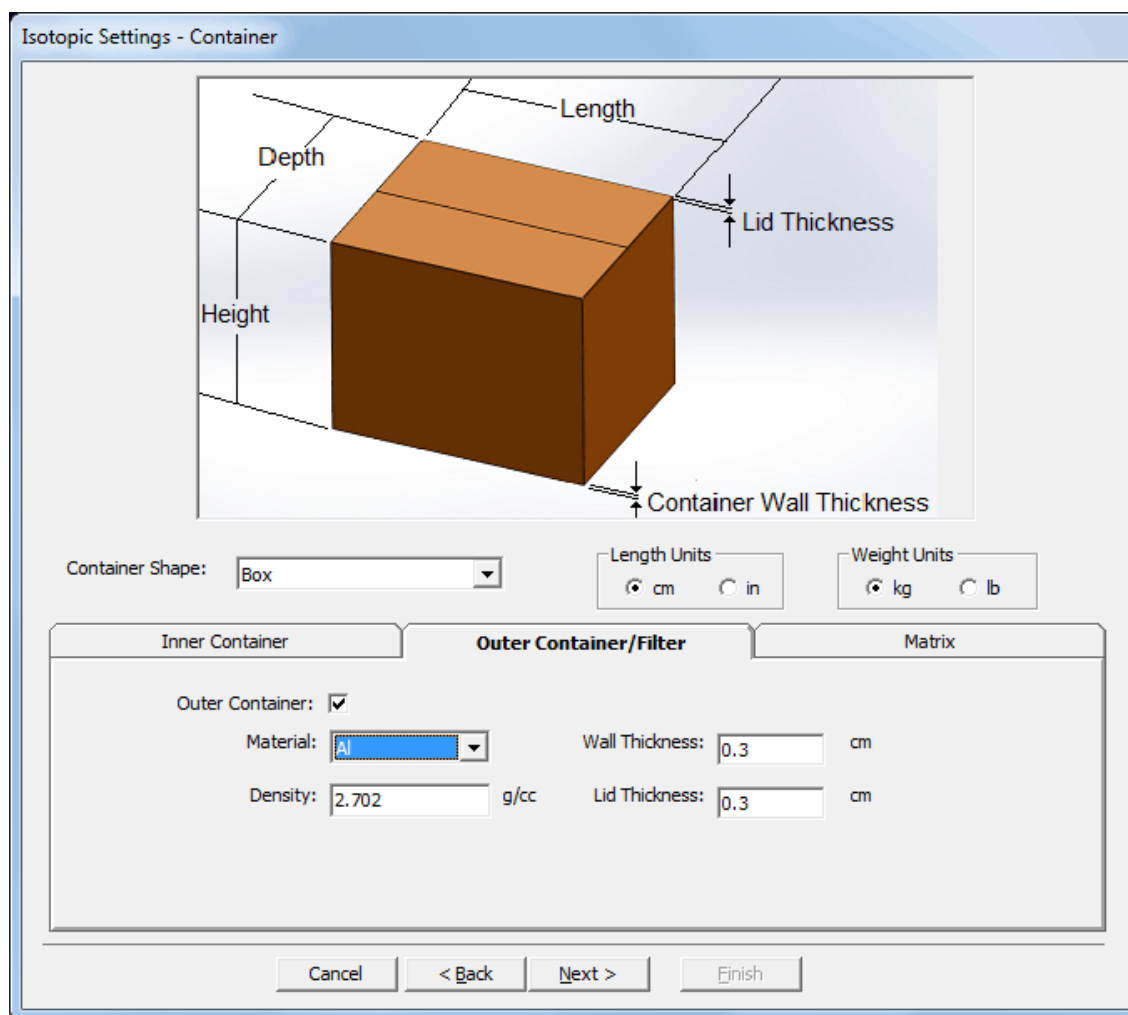 Isotopic Settings - Container
Length
Depth
Lid Thickness
Height
Container Wall Thickness
Container Shape: Box
Length Units
cm in
Weight Units
kg lb
Inner Container Outer Container/Filter Matrix
Outer Container:
Material: Al Wall Thickness: 0.3 cm
Density: 2.702 g/cc Lid Thickness: 0.3 cm
Cancel < Back Next > Finish